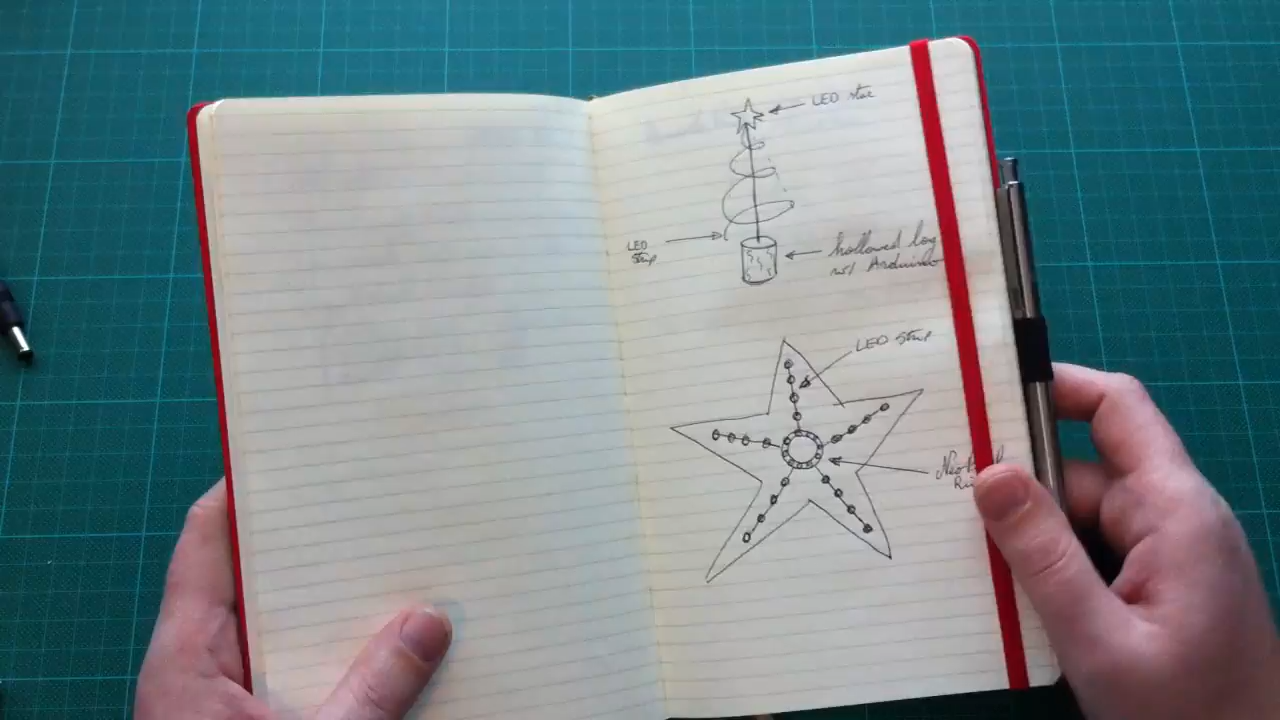 LED star
LED
Strip
hollowed log
w/ Arduino
LED Strip